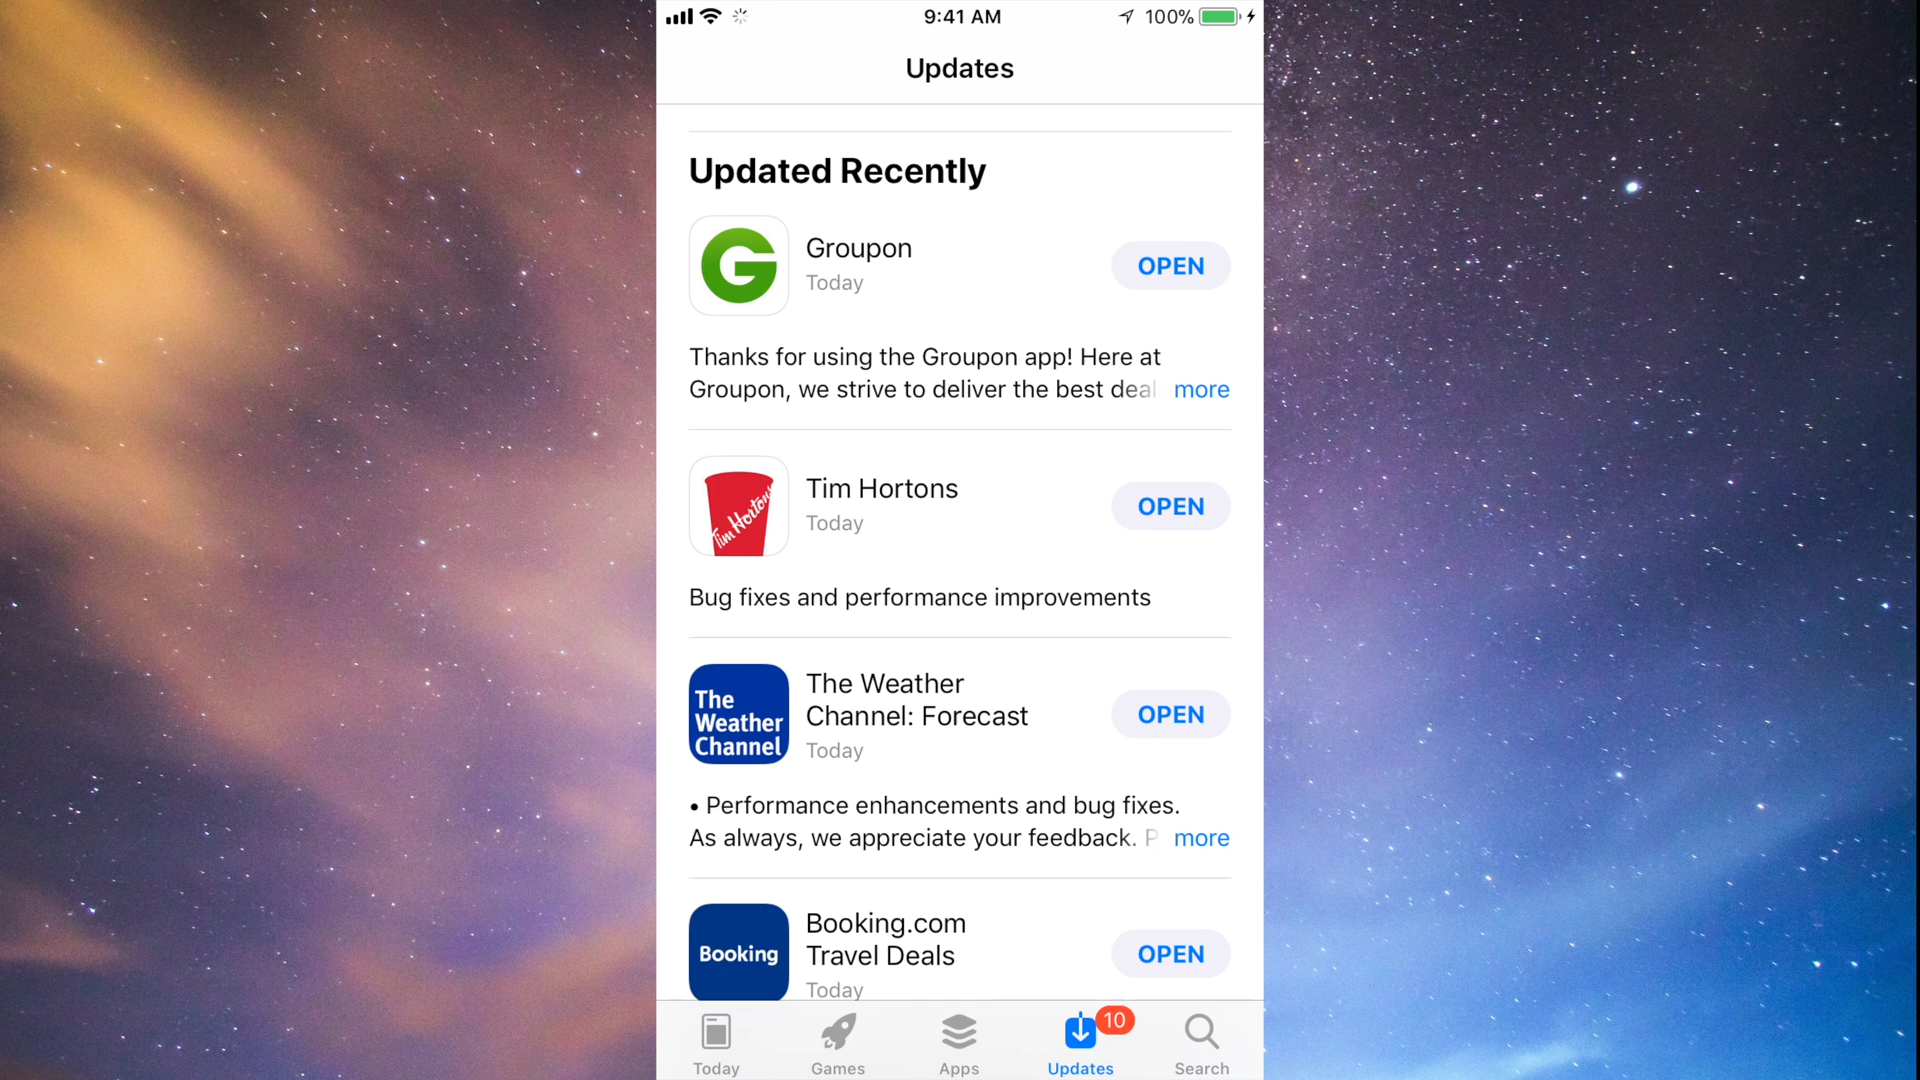 9:41 AM
100%
Updates
Updated Recently
G
Groupon
Today
OPEN
Thanks for using the Groupon app! Here at
Groupon, we strive to deliver the best deal
more
Tim Hortons
Tim Hortons
Today
OPEN
Bug fixes and performance improvements
The
Weather
Channel
The Weather
Channel: Forecast
Today
OPEN
• Performance enhancements and bug fixes.
As always, we appreciate your feedback. P
more
Booking
Booking.com
Travel Deals
Today
OPEN
Today
Games
Apps
10
Updates
Search